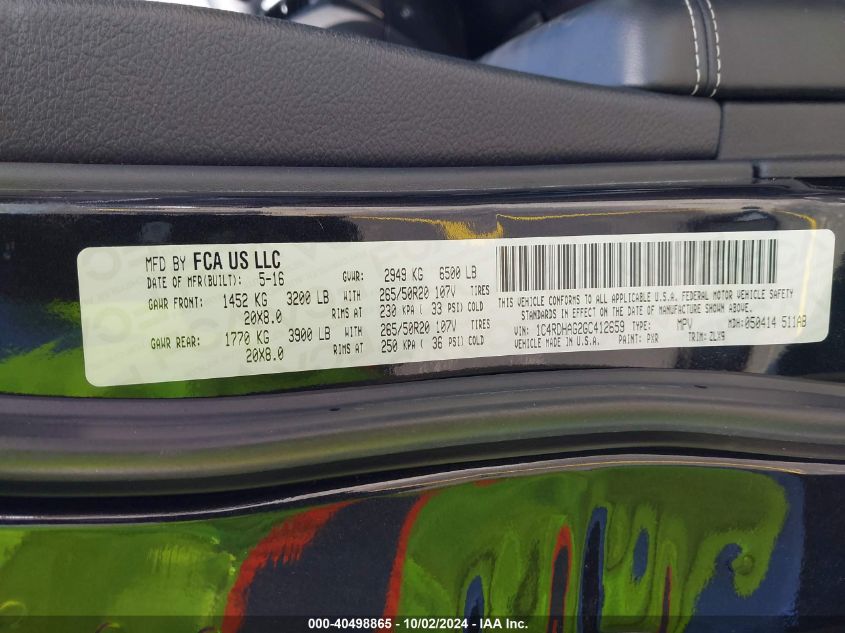 MFD BY FCA US LLC
DATE OF MFR(BUILT): 5-16 GVWR: 2949 KG 6500 LB
GAWR FRONT: 1452 KG 3200 LB WITH 265/50R20 107V TIRES
20X8.0 RIMS AT 230 KPA ( 33 PSI) COLD
GAWR REAR: 1770 KG 3900 LB WITH 265/50R20 107V TIRES
20X8.0 RIMS AT 250 KPA ( 36 PSI) COLD
THIS VEHICLE CONFORMS TO ALL APPLICABLE U.S.A. FEDERAL MOTOR VEHICLE SAFETY
STANDARDS IN EFFECT ON THE DATE OF MANUFACTURE SHOWN ABOVE.
VIN: 1C4RDHAG2GC412659 TYPE: MPV MDH:050414 511AB
VEHICLE MADE IN U.S.A. PAINT: PXR TRIM: ZLX9
000-40498865 - 10/02/2024 - IAA Inc.